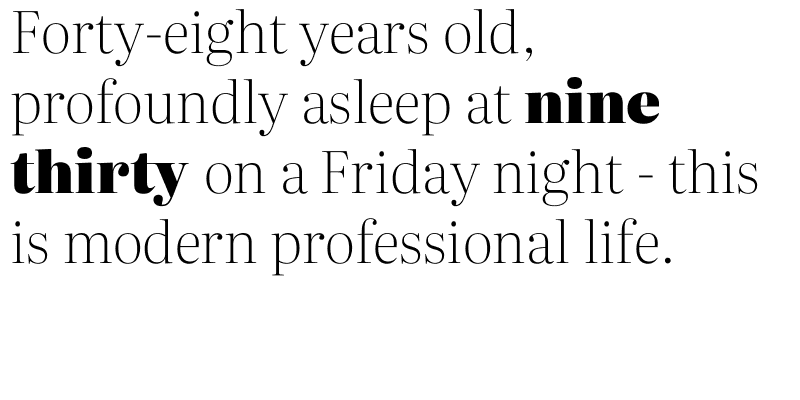 Forty-eight years old,
profoundly asleep at nine
thirty on a Friday night - this
is modern professional life.